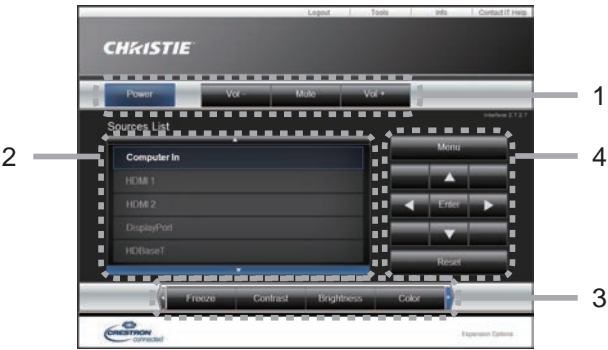 Logout Tools Info Contact IT Help
CHRISTIE
Power Vol - Mute Vol +
1
Interface 2.7.2.7
Sources List
2
Computer In
HDMI 1
HDMI 2
DisplayPort
HDBaseT
Menu
4
Enter
Reset
Freeze Contrast Brightness Color
3
CRESTRON
connected
Expansion Options